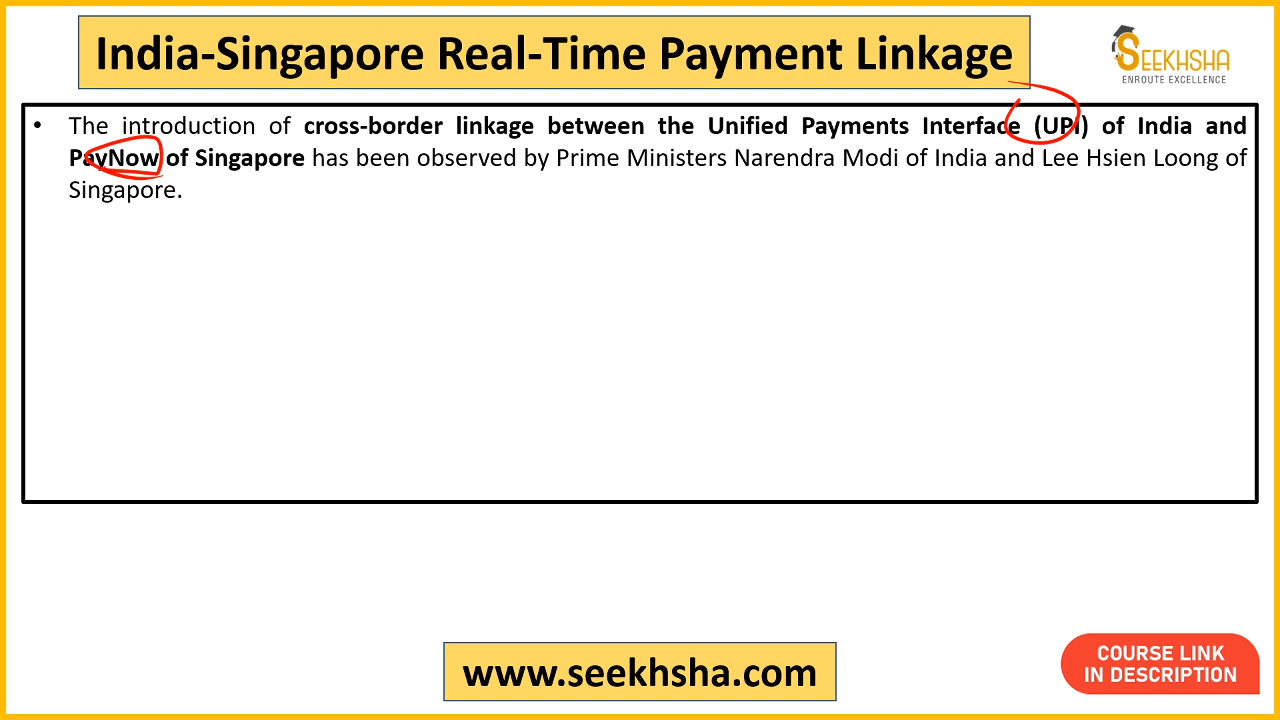 India-Singapore Real-Time Payment Linkage
SEEKHSHA
ENROUTE EXCELLENCE
• The introduction of cross-border linkage between the Unified Payments Interface (UPI) of India and
PayNow of Singapore has been observed by Prime Ministers Narendra Modi of India and Lee Hsien Loong of
Singapore.
www.seekhsha.com
COURSE LINK
IN DESCRIPTION